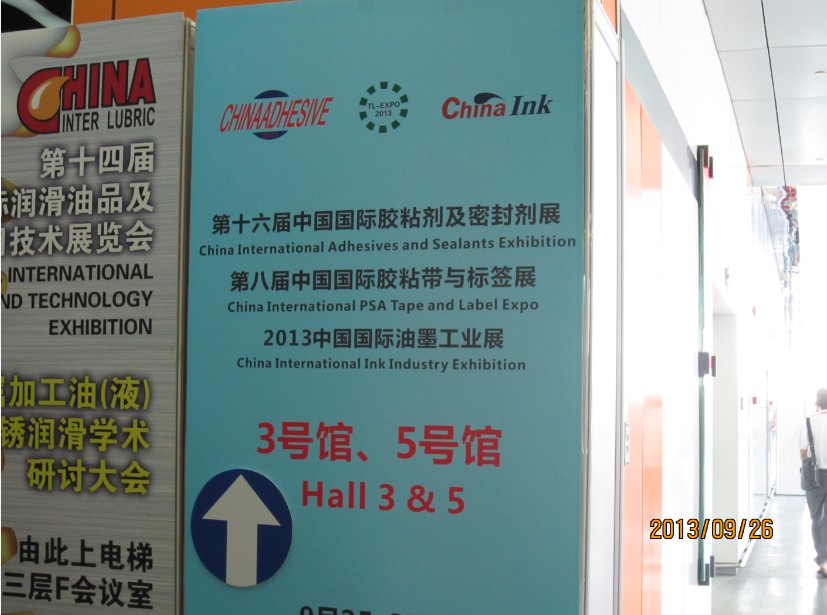 CHINA
INTER LUBRIC
第十四届
际润滑油品及
技术展览会
INTERNATIONAL
ND TECHNOLOGY
EXHIBITION
加工油(液)
锈润滑学术
研讨大会
由此上电梯
三层F会议室
CHINAADHESIVE
TL-EXPO
2013
China Ink
第十六届中国国际胶粘剂及密封剂展
China International Adhesives and Sealants Exhibition
第八届中国国际胶粘带与标签展
China International PSA Tape and Label Expo
2013中国国际油墨工业展
China International Ink Industry Exhibition
3号馆、5号馆
Hall 3 & 5
2013/09/26